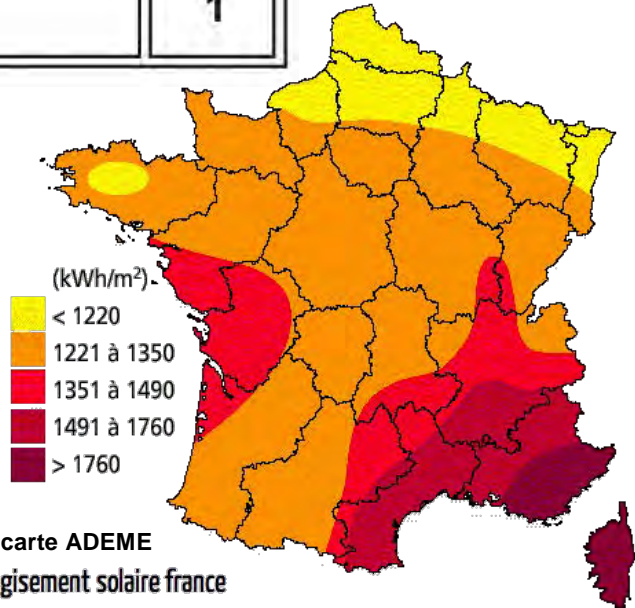 1
(kWh/m²)
< 1220
1221 à 1350
1351 à 1490
1491 à 1760
> 1760
carte ADEME
gisement solaire france